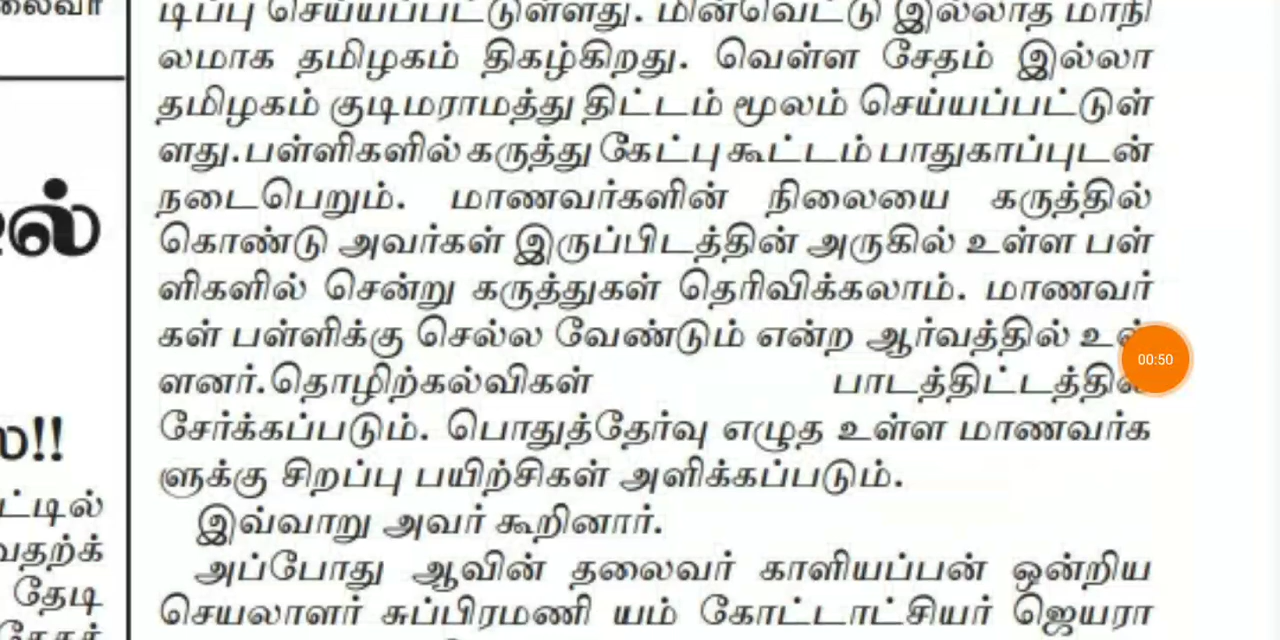 லைவா
டிப்பு செய்யப்பட்டுள்ளது. மின்வெட்டு இல்லாத மாநி
லமாக தமிழகம் திகழ்கிறது. வெள்ள சேதம் இல்லா
தமிழகம் குடிமராமத்து திட்டம் மூலம் செய்யப்பட்டுள்
ளது.பள்ளிகளில் கருத்து கேட்பு கூட்டம் பாதுகாப்புடன்
நடைபெறும். மாணவர்களின் நிலையை கருத்தில்
கொண்டு அவர்கள் இருப்பிடத்தின் அருகில் உள்ள பள்
ளிகளில் சென்று கருத்துகள் தெரிவிக்கலாம். மாணவர்
கள் பள்ளிக்கு செல்ல வேண்டும் என்ற ஆர்வத்தில் உள்
ளனர்.தொழிற்கல்விகள் பாடத்திட்டத்தில்
சேர்க்கப்படும். பொதுத்தேர்வு எழுத உள்ள மாணவர்க
ளுக்கு சிறப்பு பயிற்சிகள் அளிக்கப்படும்.
இவ்வாறு அவர் கூறினார்.
அப்போது ஆவின் தலைவர் காளியப்பன் ஒன்றிய
செயலாளர் சுப்பிரமணி யம் கோட்டாட்சியர் ஜெயரா
ல்
ல!!
ட்டில்
வதற்க்
தேடி
00:50